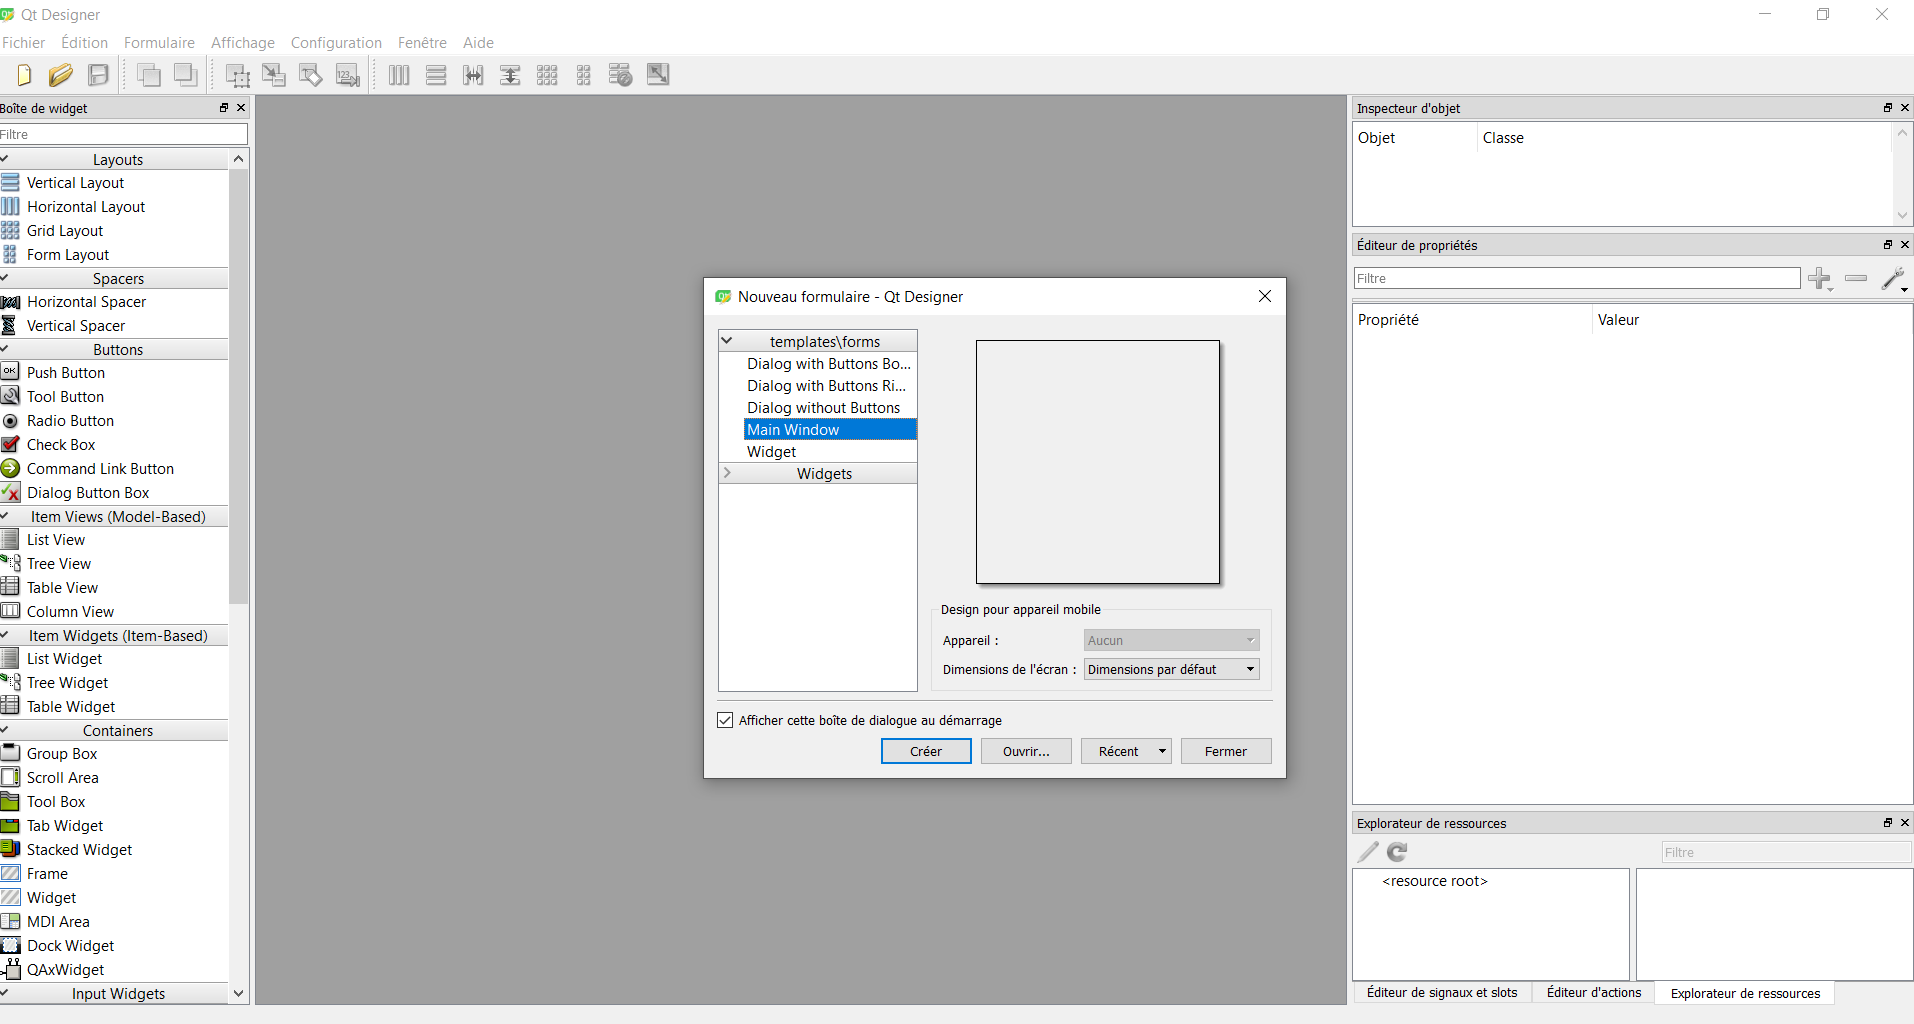 Qt Designer
Fichier Édition Formulaire Affichage Configuration Fenêtre Aide
Boîte de widget
Filtre
Layouts
Vertical Layout
Horizontal Layout
Grid Layout
Form Layout
Spacers
Horizontal Spacer
Vertical Spacer
Buttons
Push Button
Tool Button
Radio Button
Check Box
Command Link Button
Dialog Button Box
Item Views (Model-Based)
List View
Tree View
Table View
Column View
Item Widgets (Item-Based)
List Widget
Tree Widget
Table Widget
Containers
Group Box
Scroll Area
Tool Box
Tab Widget
Stacked Widget
Frame
Widget
MDI Area
Dock Widget
QAxWidget
Input Widgets
Nouveau formulaire - Qt Designer
templates\forms
Dialog with Buttons Bo...
Dialog with Buttons Ri...
Dialog without Buttons
Main Window
Widget
Widgets
Design pour appareil mobile
Appareil : Aucun
Dimensions de l'écran : Dimensions par défaut
Afficher cette boîte de dialogue au démarrage
Créer Ouvrir... Récent Fermer
Inspecteur d'objet
Objet Classe
Éditeur de propriétés
Filtre
Propriété Valeur
Explorateur de ressources
Filtre
<resource root>
Éditeur de signaux et slots Éditeur d'actions Explorateur de ressources